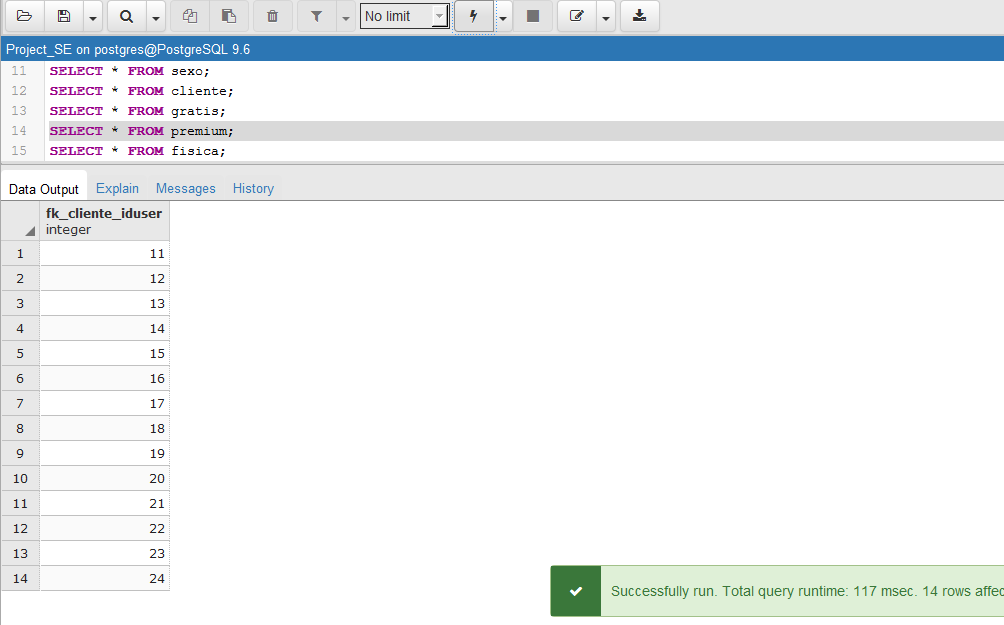 No limit
Project_SE on postgres@PostgreSQL 9.6
11 SELECT * FROM sexo;
12 SELECT * FROM cliente;
13 SELECT * FROM gratis;
14 SELECT * FROM premium;
15 SELECT * FROM fisica;
Data Output Explain Messages History
fk_cliente_iduser
integer
1 11
2 12
3 13
4 14
5 15
6 16
7 17
8 18
9 19
10 20
11 21
12 22
13 23
14 24
Successfully run. Total query runtime: 117 msec. 14 rows affec